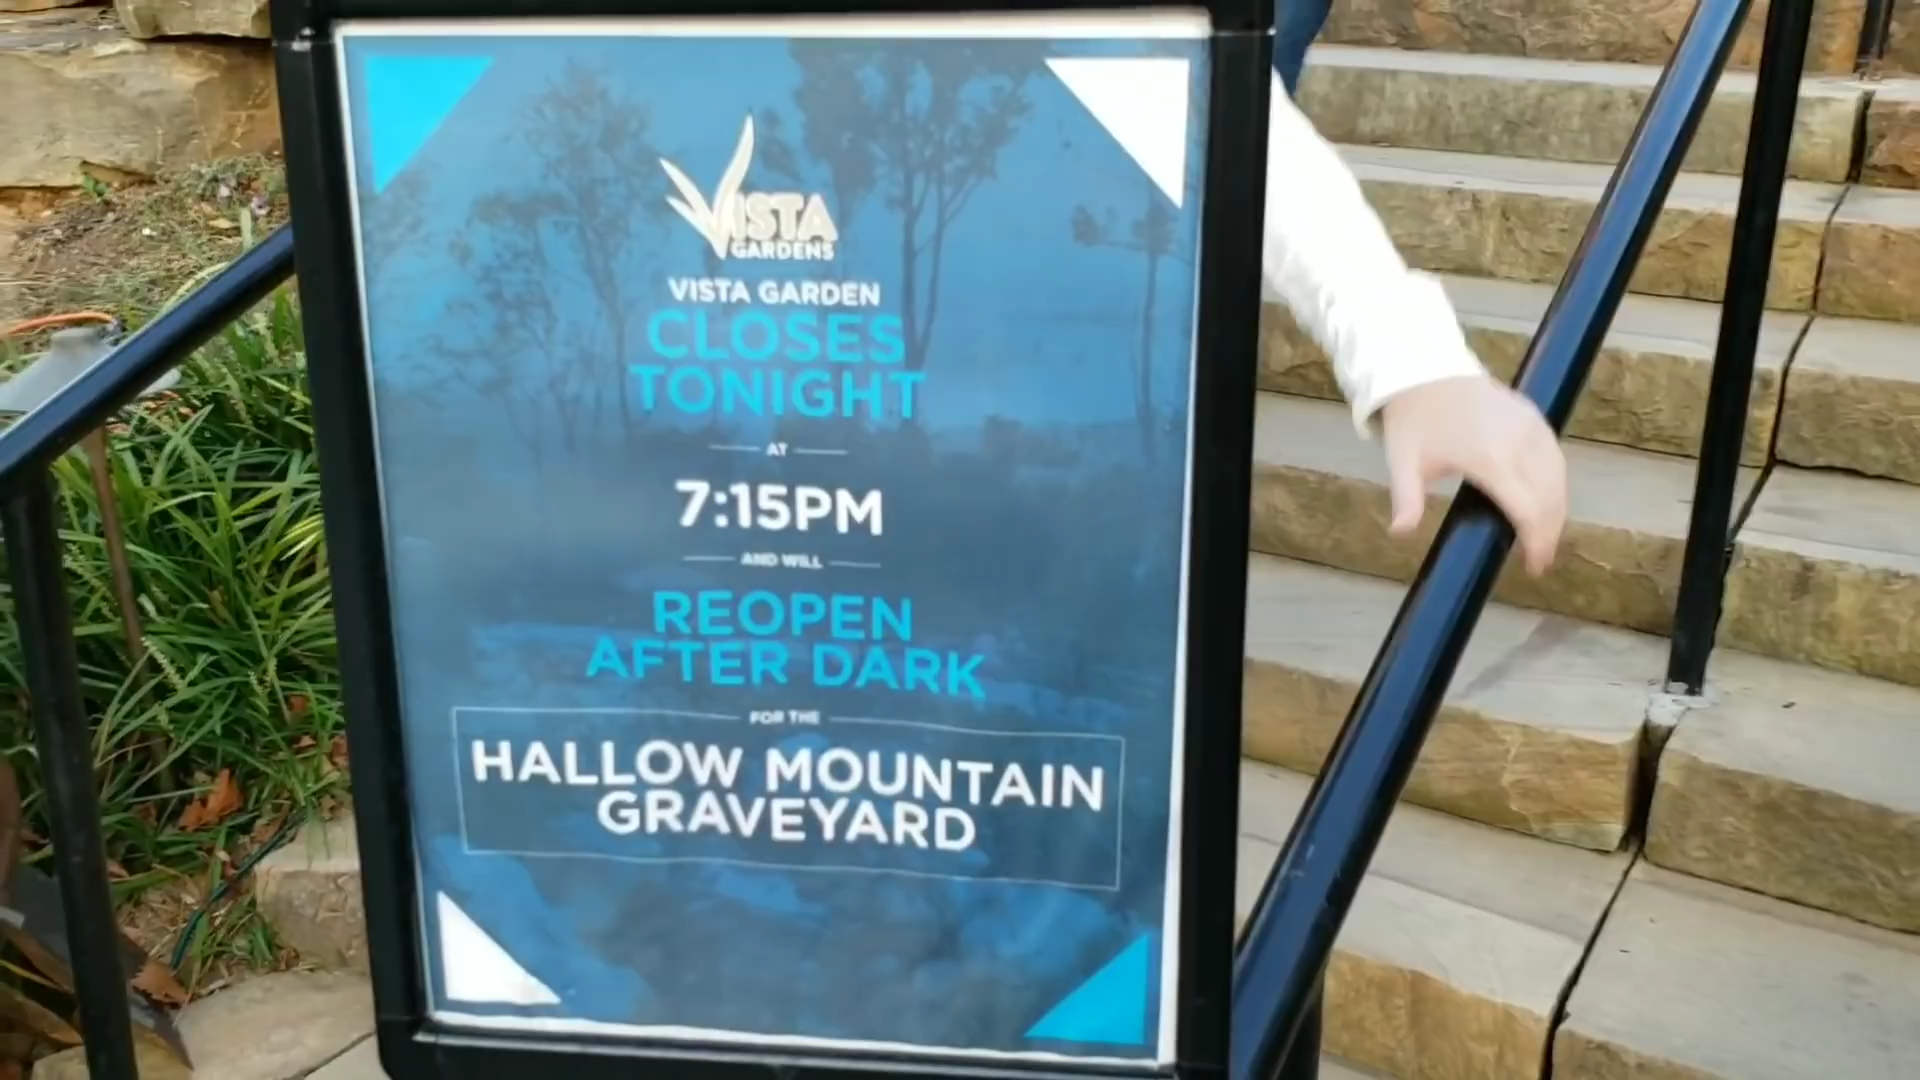 VISTA
GARDENS
VISTA GARDEN
CLOSES
TONIGHT
AT
7:15PM
AND WILL
REOPEN
AFTER DARK
FOR THE
HALLOW MOUNTAIN
GRAVEYARD